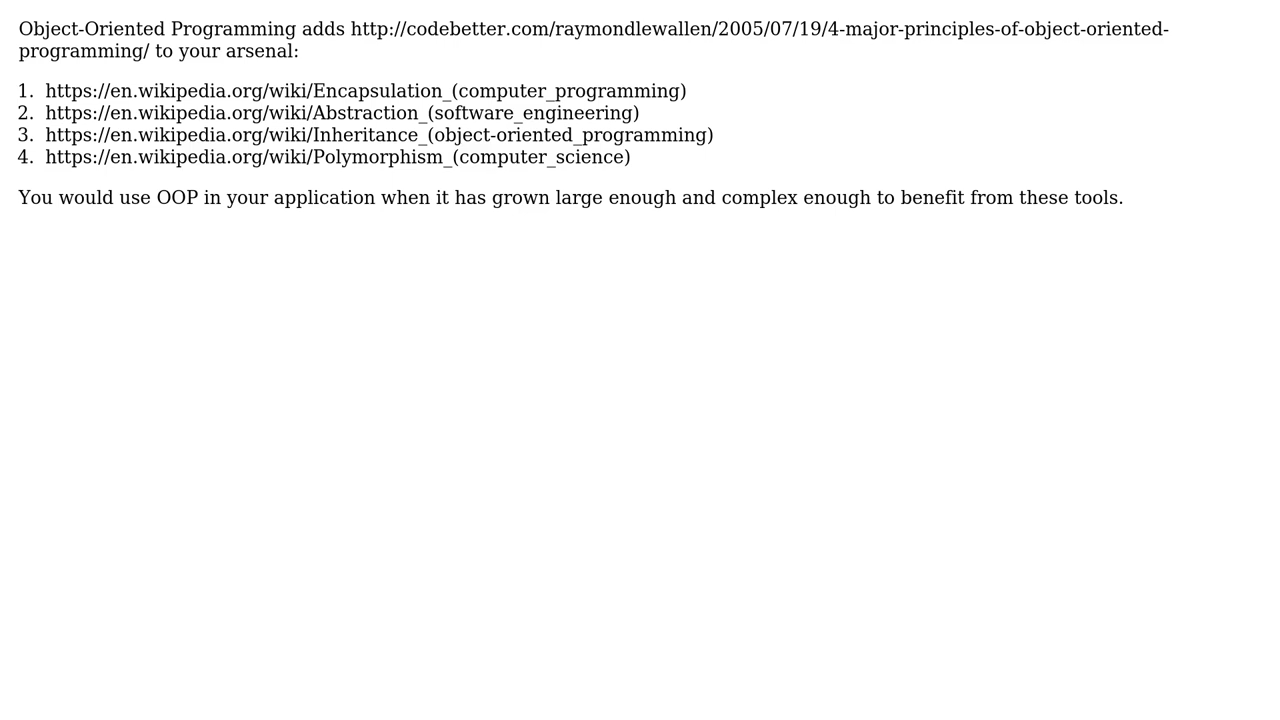 Object-Oriented Programming adds http://codebetter.com/raymondlewallen/2005/07/19/4-major-principles-of-object-oriented-
programming/ to your arsenal:
1. https://en.wikipedia.org/wiki/Encapsulation_(computer_programming)
2. https://en.wikipedia.org/wiki/Abstraction_(software_engineering)
3. https://en.wikipedia.org/wiki/Inheritance_(object-oriented_programming)
4. https://en.wikipedia.org/wiki/Polymorphism_(computer_science)
You would use OOP in your application when it has grown large enough and complex enough to benefit from these tools.